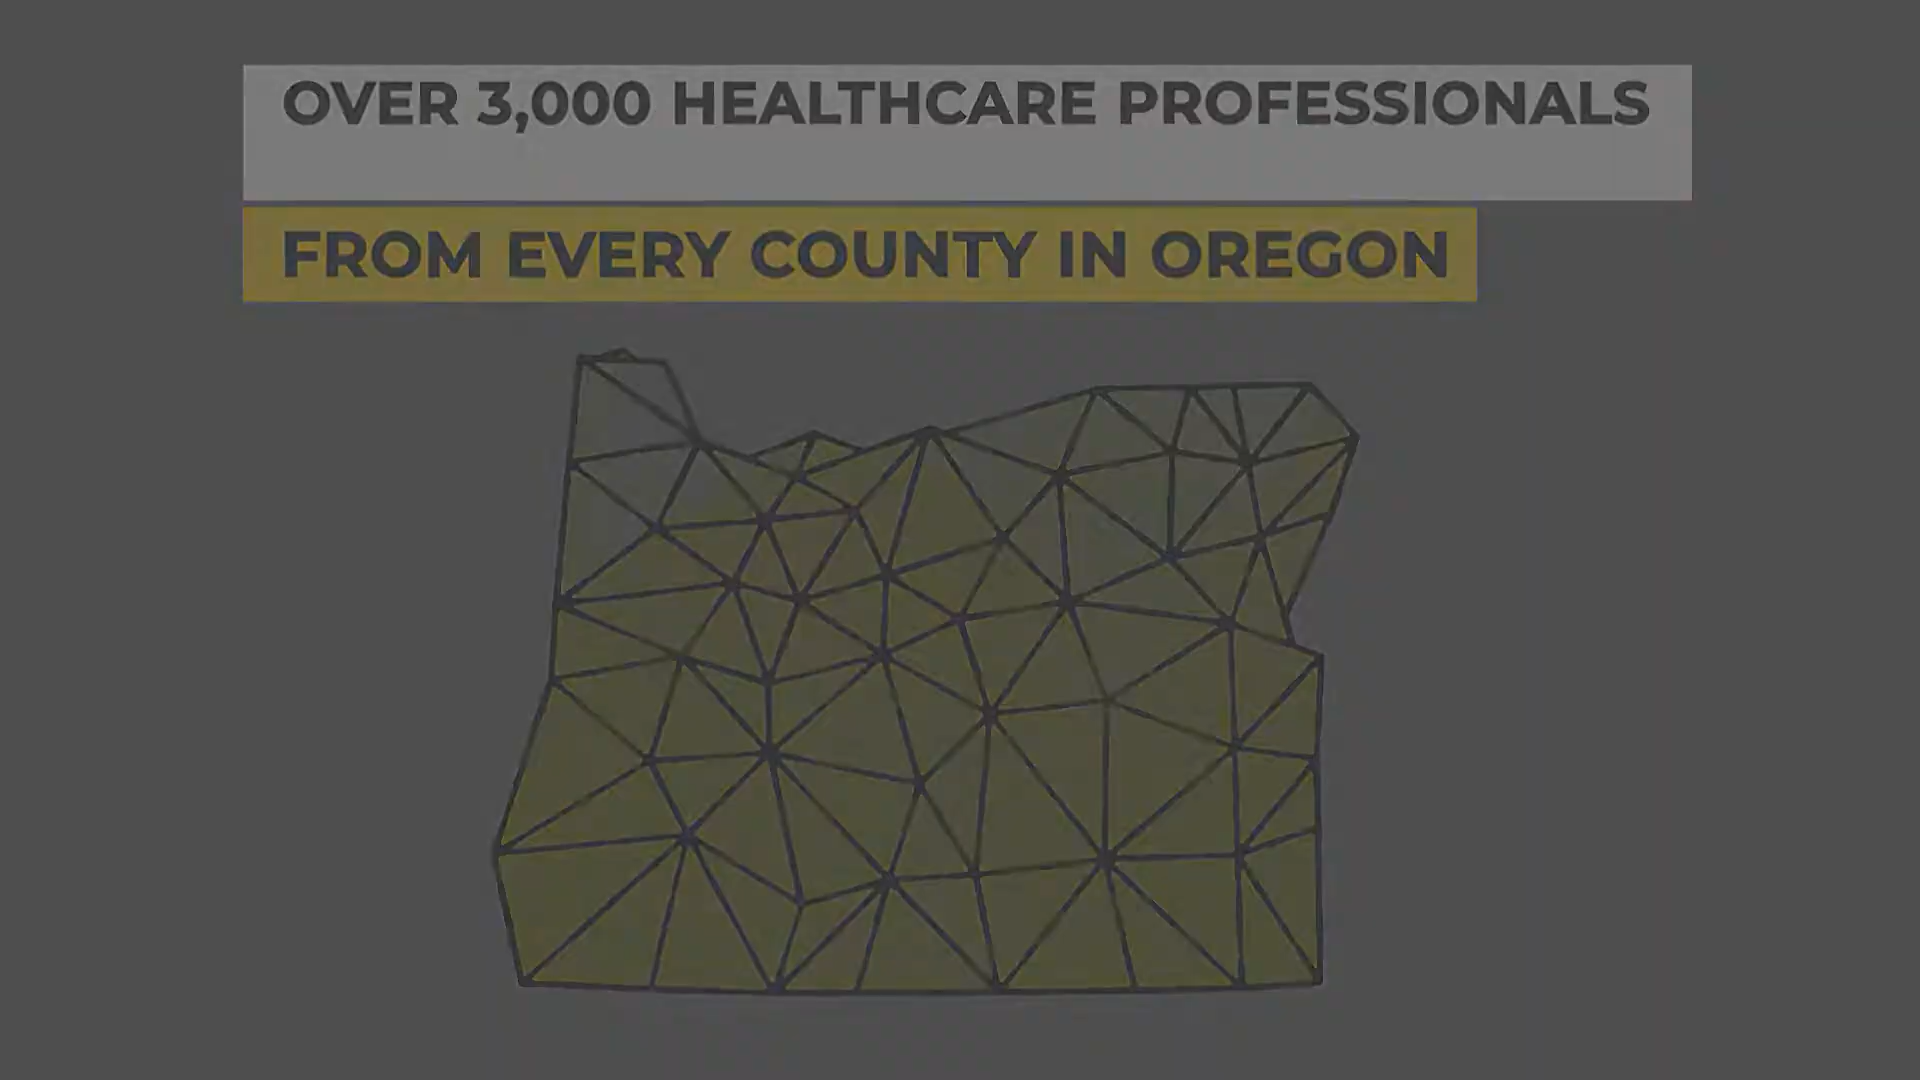 OVER 3,000 HEALTHCARE PROFESSIONALS
FROM EVERY COUNTY IN OREGON